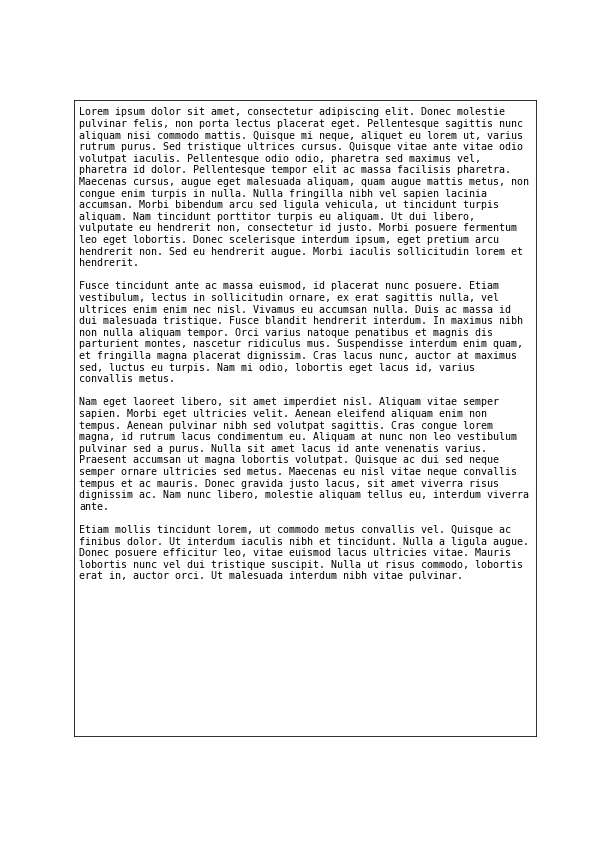 Lorem ipsum dolor sit amet, consectetur adipiscing elit. Donec molestie
pulvinar felis, non porta lectus placerat eget. Pellentesque sagittis nunc
aliquam nisi commodo mattis. Quisque mi neque, aliquet eu lorem ut, varius
rutrum purus. Sed tristique ultrices cursus. Quisque vitae ante vitae odio
volutpat iaculis. Pellentesque odio odio, pharetra sed maximus vel,
pharetra id dolor. Pellentesque tempor elit ac massa facilisis pharetra.
Maecenas cursus, augue eget malesuada aliquam, quam augue mattis metus, non
congue enim turpis in nulla. Nulla fringilla nibh vel sapien lacinia
accumsan. Morbi bibendum arcu sed ligula vehicula, ut tincidunt turpis
aliquam. Nam tincidunt porttitor turpis eu aliquam. Ut dui libero,
vulputate eu hendrerit non, consectetur id justo. Morbi posuere fermentum
leo eget lobortis. Donec scelerisque interdum ipsum, eget pretium arcu
hendrerit non. Sed eu hendrerit augue. Morbi iaculis sollicitudin lorem et
hendrerit.

Fusce tincidunt ante ac massa euismod, id placerat nunc posuere. Etiam
vestibulum, lectus in sollicitudin ornare, ex erat sagittis nulla, vel
ultrices enim enim nec nisl. Vivamus eu accumsan nulla. Duis ac massa id
dui malesuada tristique. Fusce blandit hendrerit interdum. In maximus nibh
non nulla aliquam tempor. Orci varius natoque penatibus et magnis dis
parturient montes, nascetur ridiculus mus. Suspendisse interdum enim quam,
et fringilla magna placerat dignissim. Cras lacus nunc, auctor at maximus
sed, luctus eu turpis. Nam mi odio, lobortis eget lacus id, varius
convallis metus.

Nam eget laoreet libero, sit amet imperdiet nisl. Aliquam vitae semper
sapien. Morbi eget ultricies velit. Aenean eleifend aliquam enim non
tempus. Aenean pulvinar nibh sed volutpat sagittis. Cras congue lorem
magna, id rutrum lacus condimentum eu. Aliquam at nunc non leo vestibulum
pulvinar sed a purus. Nulla sit amet lacus id ante venenatis varius.
Praesent accumsan ut magna lobortis volutpat. Quisque ac dui sed neque
semper ornare ultricies sed metus. Maecenas eu nisl vitae neque convallis
tempus et ac mauris. Donec gravida justo lacus, sit amet viverra risus
dignissim ac. Nam nunc libero, molestie aliquam tellus eu, interdum viverra
ante.

Etiam mollis tincidunt lorem, ut commodo metus convallis vel. Quisque ac
finibus dolor. Ut interdum iaculis nibh et tincidunt. Nulla a ligula augue.
Donec posuere efficitur leo, vitae euismod lacus ultricies vitae. Mauris
lobortis nunc vel dui tristique suscipit. Nulla ut risus commodo, lobortis
erat in, auctor orci. Ut malesuada interdum nibh vitae pulvinar.